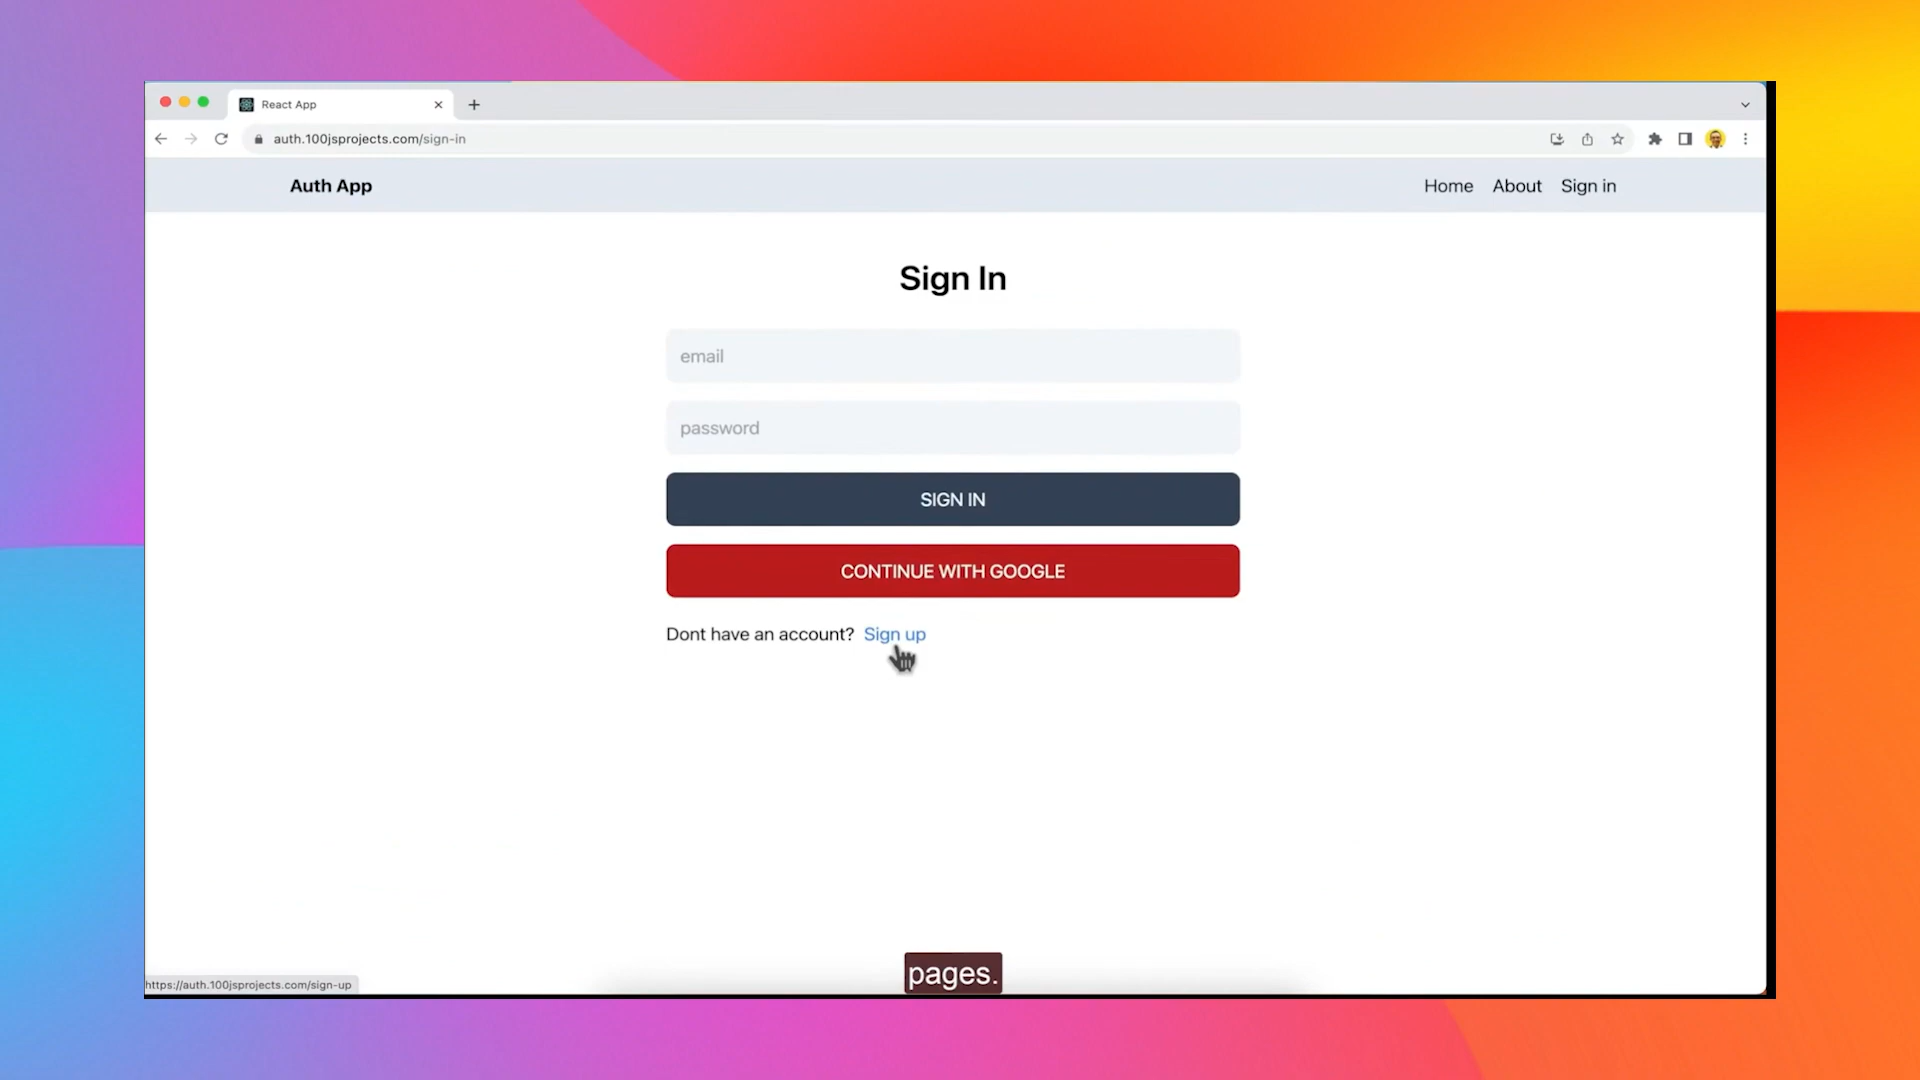 React App
auth.100jsprojects.com/sign-in
Auth App
Home About Sign in
Sign In
email
password
SIGN IN
CONTINUE WITH GOOGLE
Dont have an account? Sign up
pages.
https://auth.100jsprojects.com/sign-up